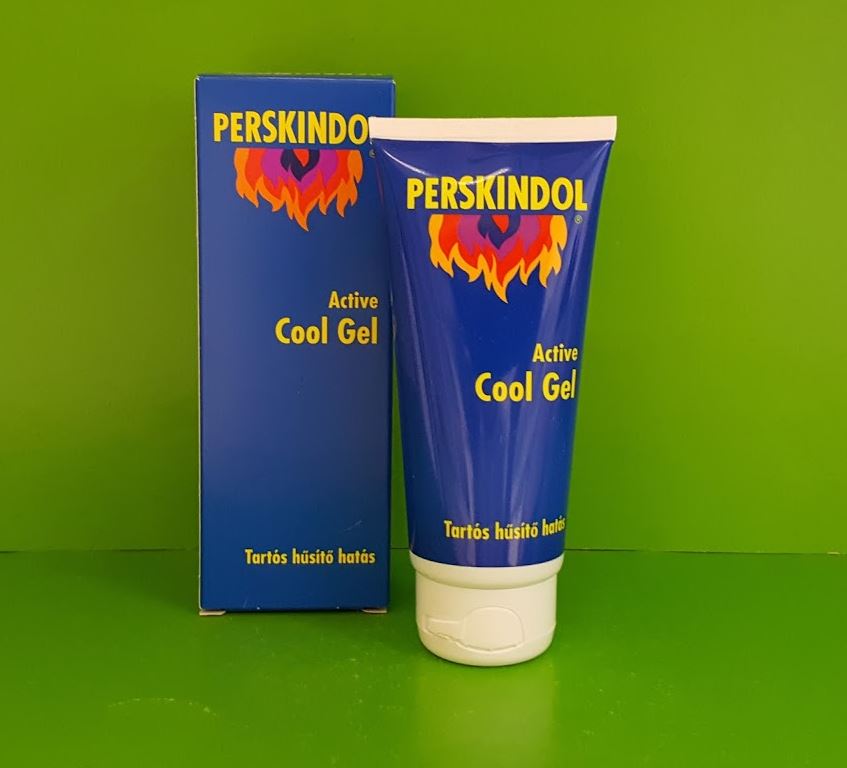 PERSKINDOL
Active
Cool Gel
Tartós hűsítő hatás
PERSKINDOL
®
Active
Cool Gel
Tartós hűsítő hatás